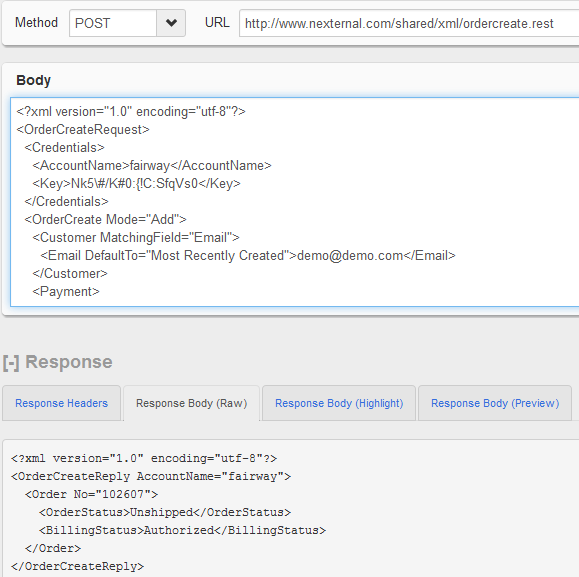 Method POST URL http://www.nexternal.com/shared/xml/ordercreate.rest
Body
<?xml version="1.0" encoding="utf-8"?>
<OrderCreateRequest>
<Credentials>
<AccountName>fairway</AccountName>
<Key>Nk5\#/K#0:{!C:SfqVs0</Key>
</Credentials>
<OrderCreate Mode="Add">
<Customer MatchingField="Email">
<Email DefaultTo="Most Recently Created">demo@demo.com</Email>
</Customer>
<Payment>
[-] Response
Response Headers Response Body (Raw) Response Body (Highlight) Response Body (Preview)
<?xml version="1.0" encoding="utf-8"?>
<OrderCreateReply AccountName="fairway">
<Order No="102607">
<OrderStatus>Unshipped</OrderStatus>
<BillingStatus>Authorized</BillingStatus>
</Order>
</OrderCreateReply>